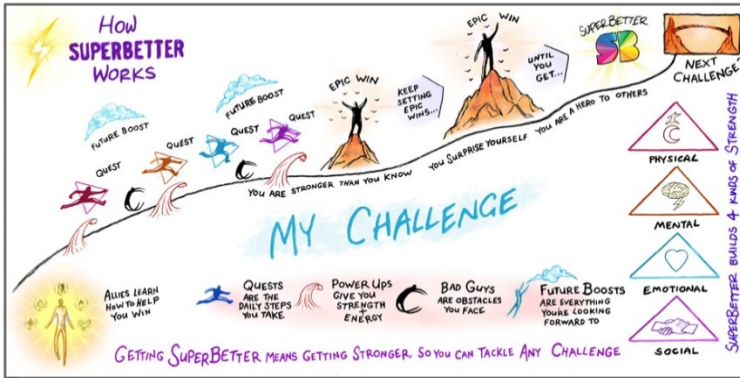 HOW
SUPERBETTER
WORKS
FUTURE BOOST
FUTURE BOOST
QUEST
QUEST
QUEST
QUEST
EPIC WIN
KEEP
SETTING
EPIC
WINS...
EPIC WIN
UNTIL
YOU
GET...
SUPERBETTER
SB
NEXT
CHALLENGE?
YOU ARE STRONGER THAN YOU KNOW
YOU SURPRISE YOURSELF
YOU ARE A HERO TO OTHERS
MY CHALLENGE
PHYSICAL
MENTAL
EMOTIONAL
SOCIAL
SUPERBETTER BUILDS 4 KINDS OF STRENGTH
ALLIES LEARN
HOW TO HELP
YOU WIN
QUESTS
ARE THE
DAILY STEPS
YOU TAKE
POWER UPS
GIVE YOU
STRENGTH
+
ENERGY
BAD GUYS
ARE OBSTACLES
YOU FACE
FUTURE BOOSTS
ARE EVERYTHING
YOU'RE LOOKING
FORWARD TO
GETTING SUPERBETTER MEANS GETTING STRONGER, SO YOU CAN TACKLE ANY CHALLENGE